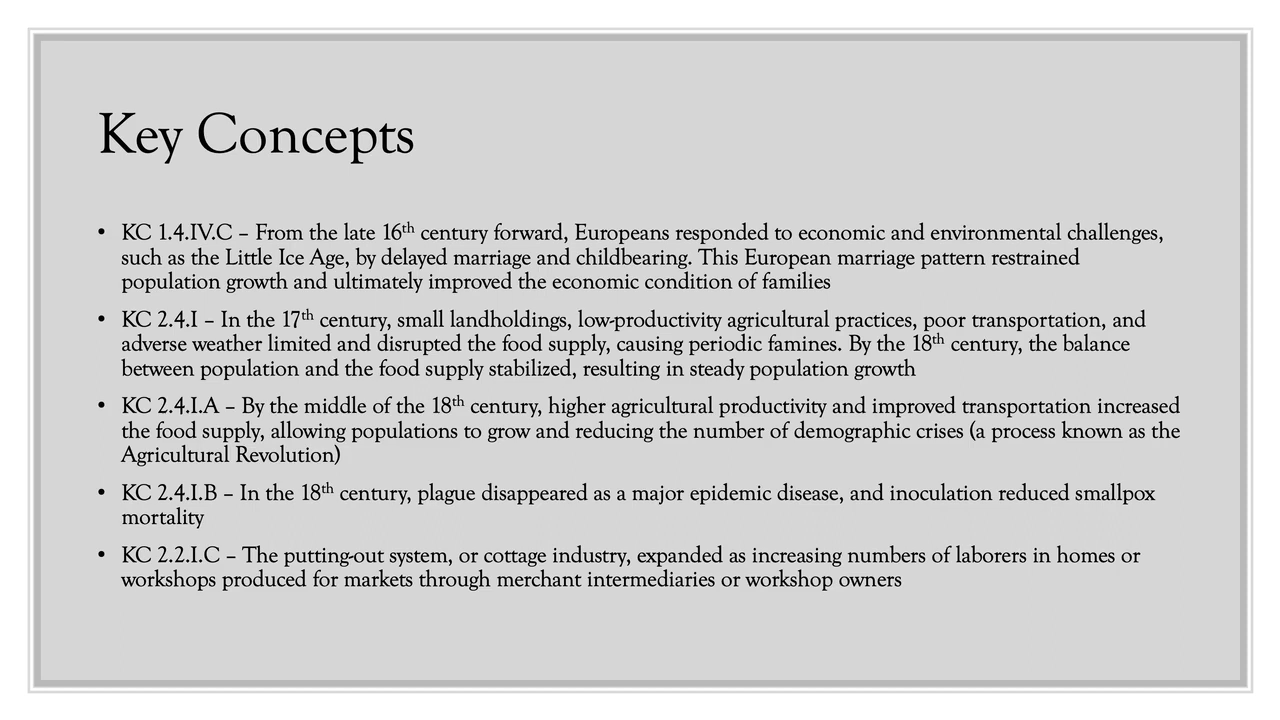 Key Concepts
• KC 1.4.IV.C – From the late 16th century forward, Europeans responded to economic and environmental challenges,
such as the Little Ice Age, by delayed marriage and childbearing. This European marriage pattern restrained
population growth and ultimately improved the economic condition of families
• KC 2.4.I – In the 17th century, small landholdings, low-productivity agricultural practices, poor transportation, and
adverse weather limited and disrupted the food supply, causing periodic famines. By the 18th century, the balance
between population and the food supply stabilized, resulting in steady population growth
• KC 2.4.I.A – By the middle of the 18th century, higher agricultural productivity and improved transportation increased
the food supply, allowing populations to grow and reducing the number of demographic crises (a process known as the
Agricultural Revolution)
• KC 2.4.I.B – In the 18th century, plague disappeared as a major epidemic disease, and inoculation reduced smallpox
mortality
• KC 2.2.I.C – The putting-out system, or cottage industry, expanded as increasing numbers of laborers in homes or
workshops produced for markets through merchant intermediaries or workshop owners